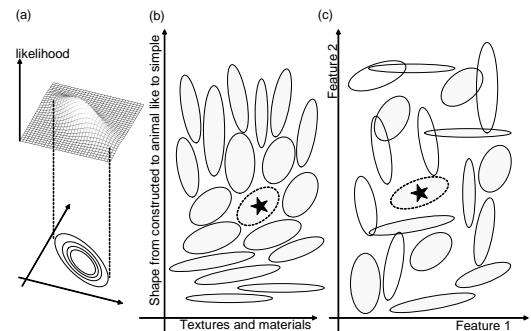 (a)
likelihood
(b)
Shape from constructed to animal like to simple
Textures and materials
(c)
Feature 2
Feature 1